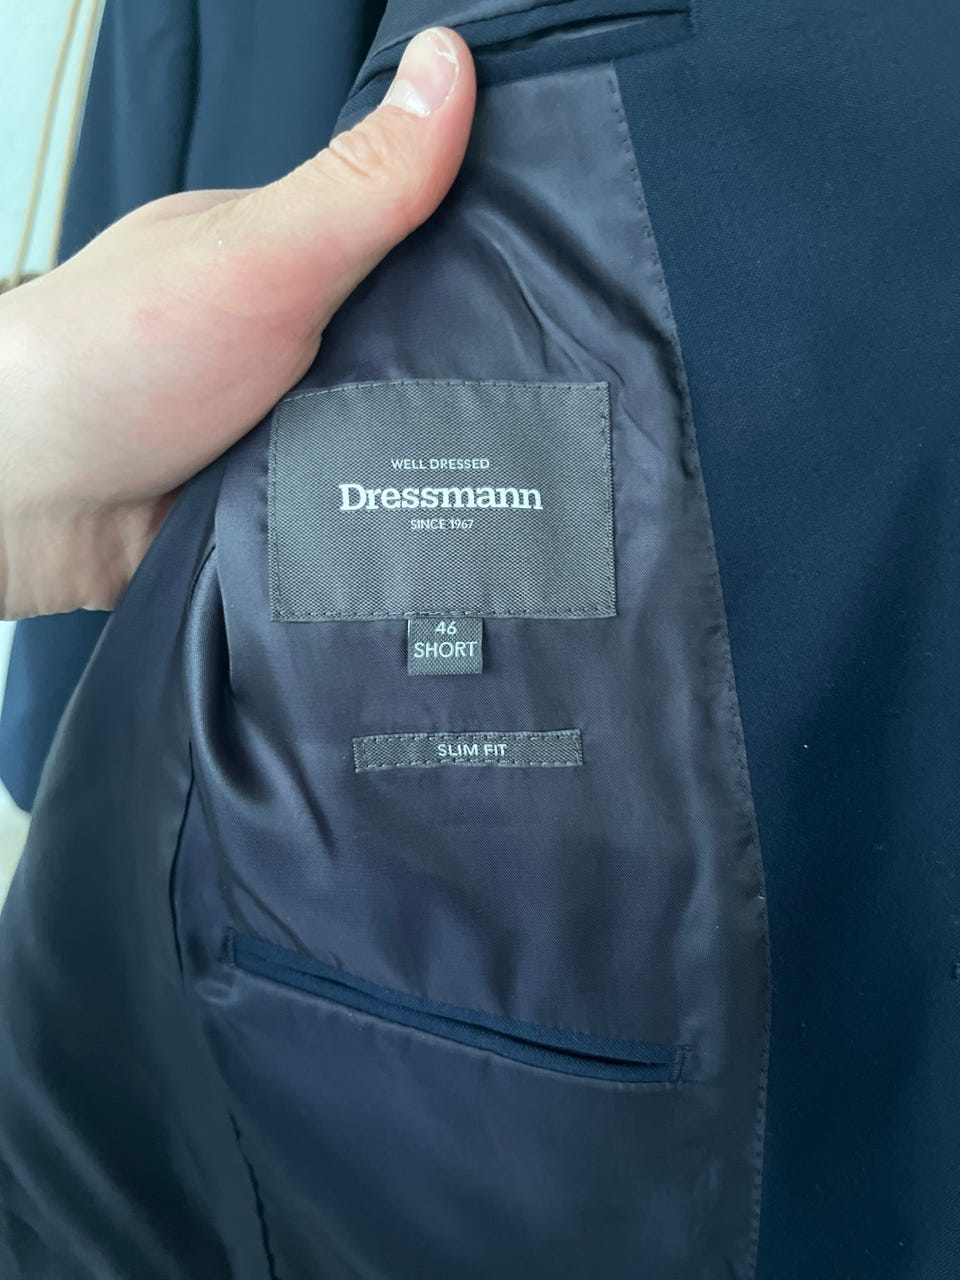 WELL DRESSED
Dressmann
SINCE 1967
46
SHORT
SLIM FIT